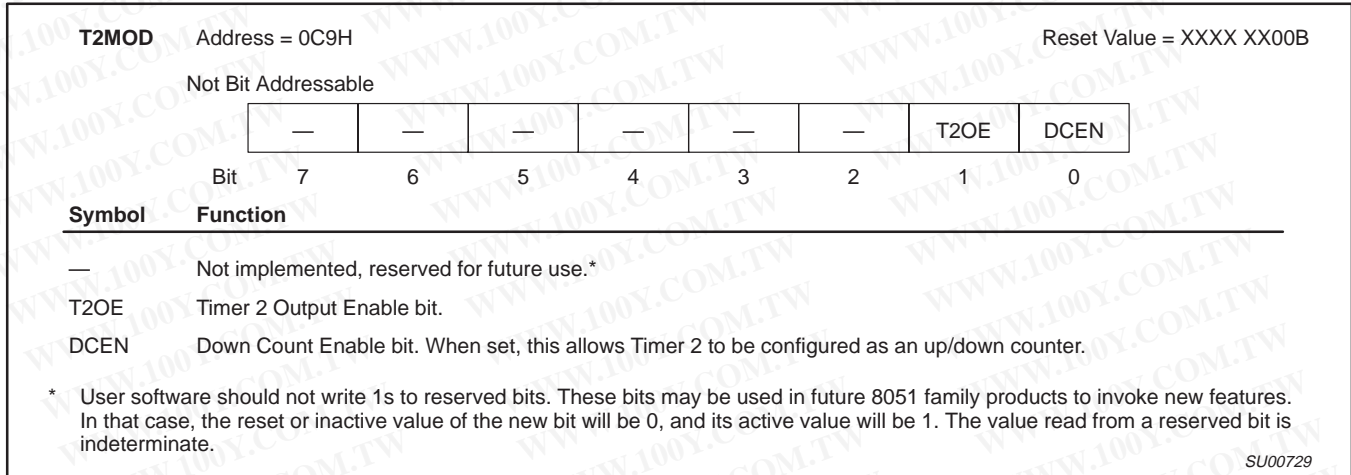 T2MOD Address = 0C9H Reset Value = XXXX XX00B
Not Bit Addressable
— — — — — — T2OE DCEN
Bit 7 6 5 4 3 2 1 0
Symbol Function
— Not implemented, reserved for future use.*
T2OE Timer 2 Output Enable bit.
DCEN Down Count Enable bit. When set, this allows Timer 2 to be configured as an up/down counter.
* User software should not write 1s to reserved bits. These bits may be used in future 8051 family products to invoke new features.
In that case, the reset or inactive value of the new bit will be 0, and its active value will be 1. The value read from a reserved bit is
indeterminate.
SU00729
WWW.100Y.COM.TW